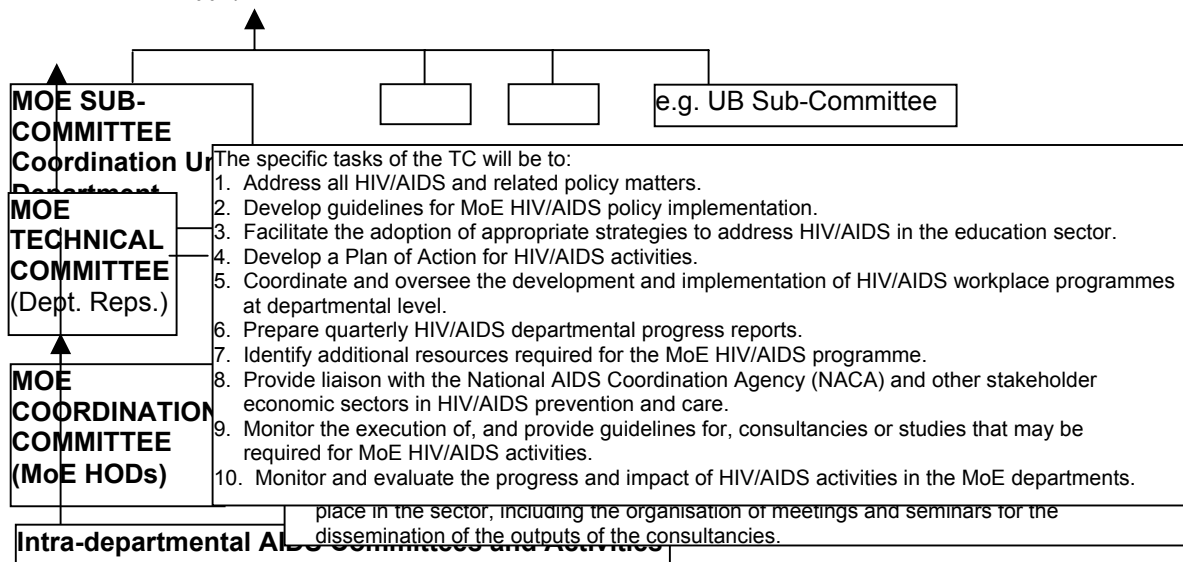 MOE SUB-
COMMITTEE
Coordination
Department
e.g. UB Sub-Committee
MOE
TECHNICAL
COMMITTEE
(Dept. Reps.)
The specific tasks of the TC will be to:
1. Address all HIV/AIDS and related policy matters.
2. Develop guidelines for MoE HIV/AIDS policy implementation.
3. Facilitate the adoption of appropriate strategies to address HIV/AIDS in the education sector.
4. Develop a Plan of Action for HIV/AIDS activities.
5. Coordinate and oversee the development and implementation of HIV/AIDS workplace programmes
at departmental level.
6. Prepare quarterly HIV/AIDS departmental progress reports.
7. Identify additional resources required for the MoE HIV/AIDS programme.
8. Provide liaison with the National AIDS Coordination Agency (NACA) and other stakeholder
economic sectors in HIV/AIDS prevention and care.
9. Monitor the execution of, and provide guidelines for, consultancies or studies that may be
required for MoE HIV/AIDS activities.
10. Monitor and evaluate the progress and impact of HIV/AIDS activities in the MoE departments.
MOE
COORDINATION
COMMITTEE
(MoE HODs)
place in the sector, including the organisation of meetings and seminars for the
dissemination of the outputs of the consultancies.
Intra-departmental AIDS Committees and Activities